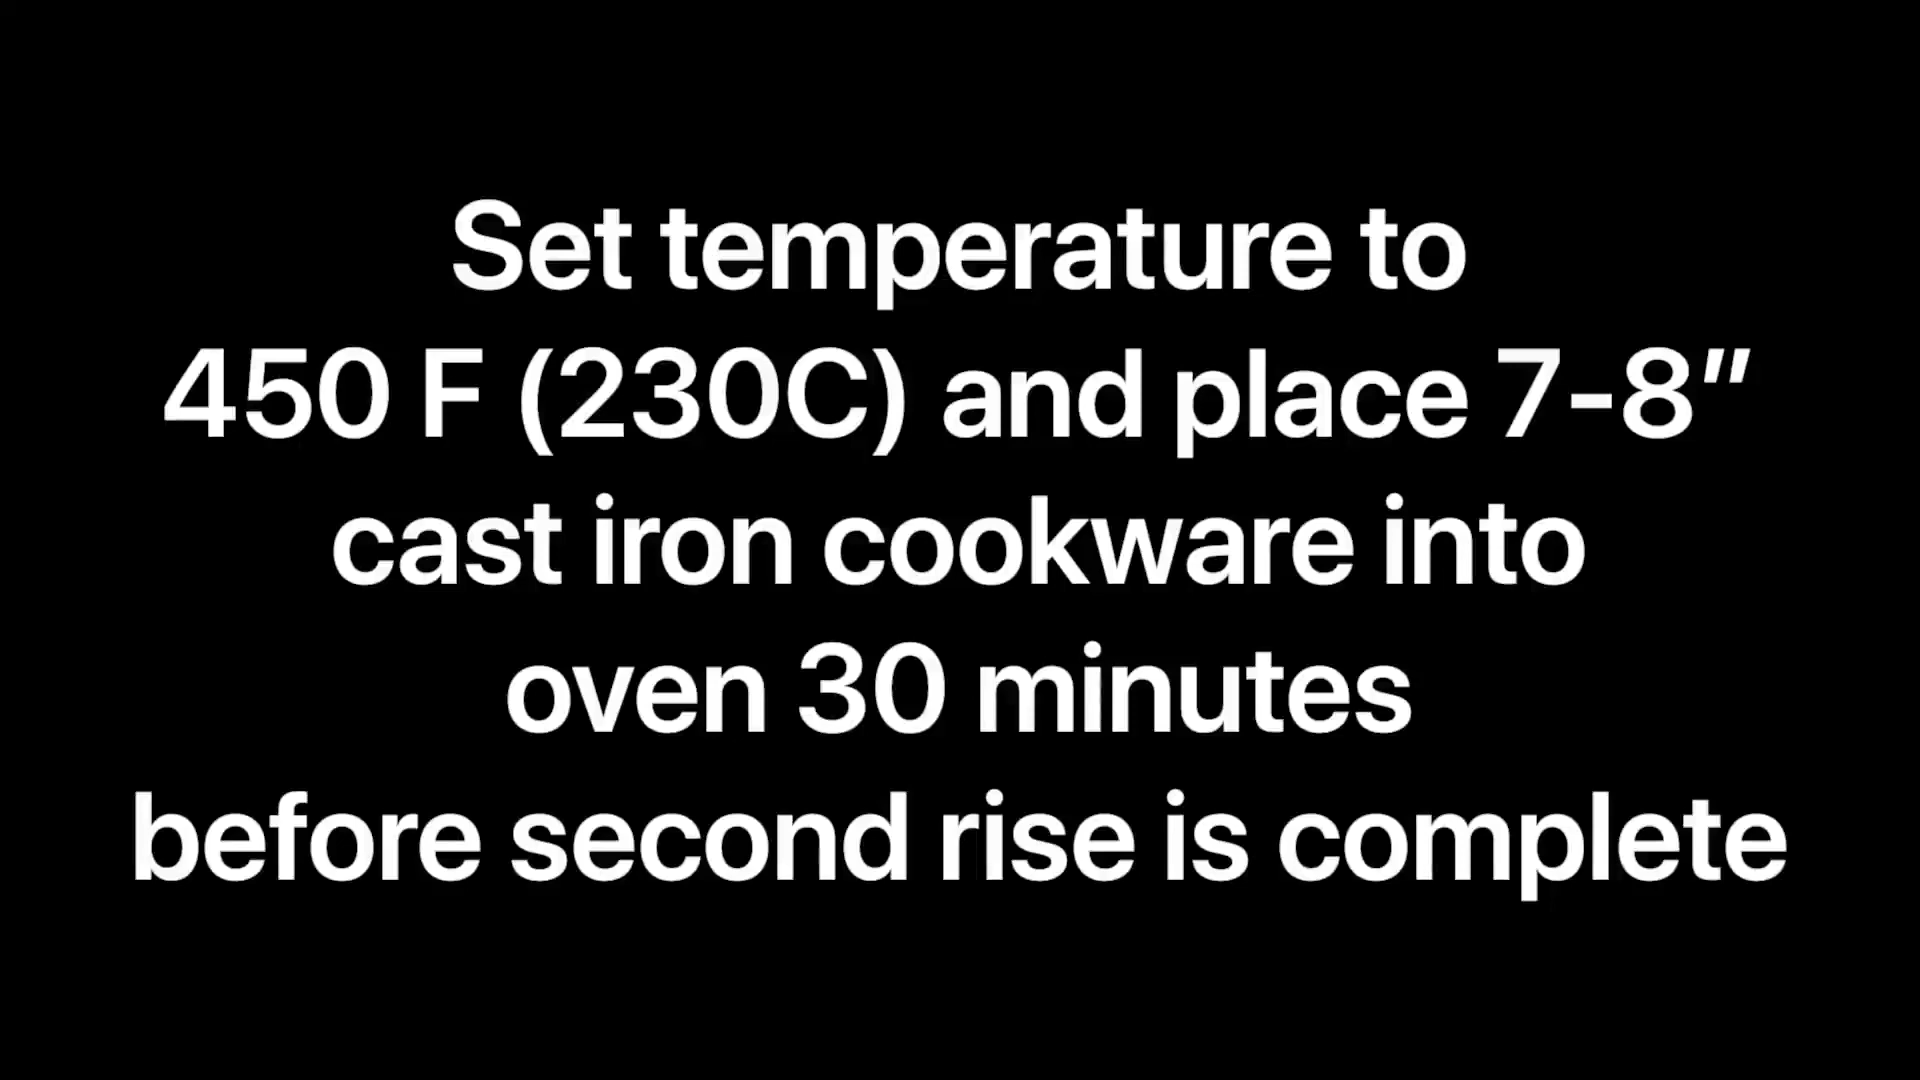 Set temperature to
450 F (230C) and place 7-8”
cast iron cookware into
oven 30 minutes
before second rise is complete